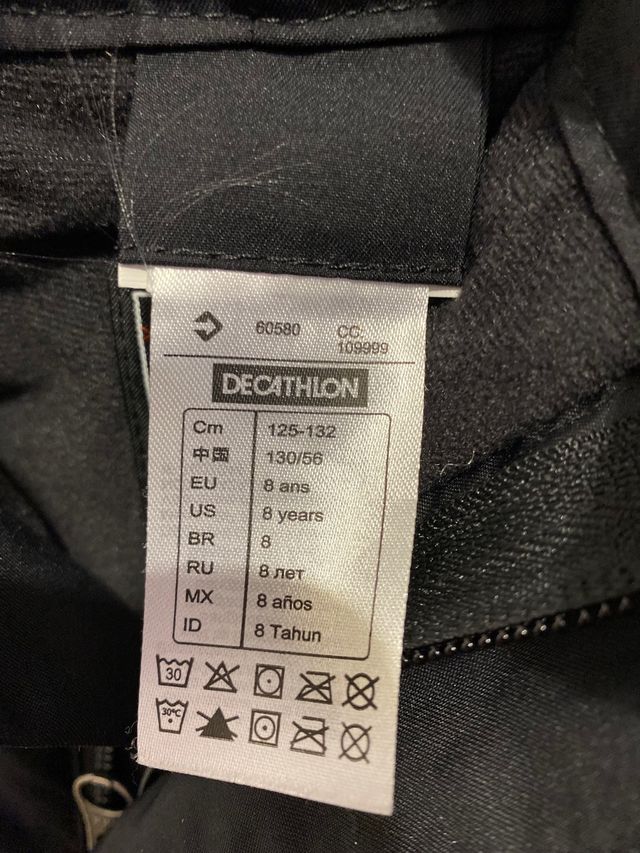 60580 CC:
109999
DECATHLON
Cm 125-132
中国 130/56
EU 8 ans
US 8 years
BR 8
RU 8 лет
MX 8 años
ID 8 Tahun
30
30°C